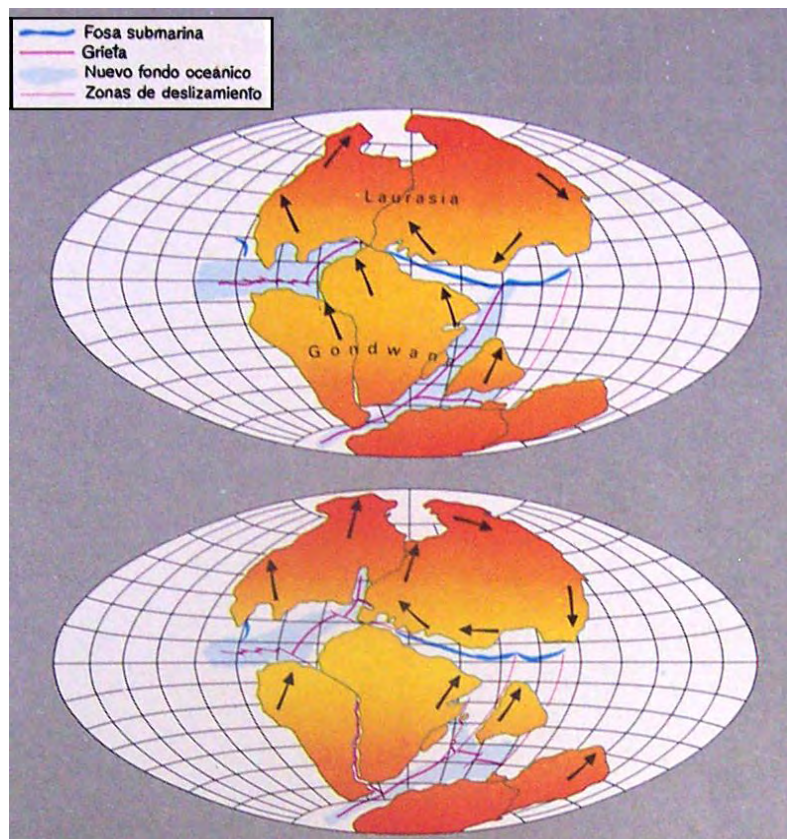 Fosa submarina
Grieta
Nuevo fondo oceánico
Zonas de deslizamiento
Laurasia
Gondwana